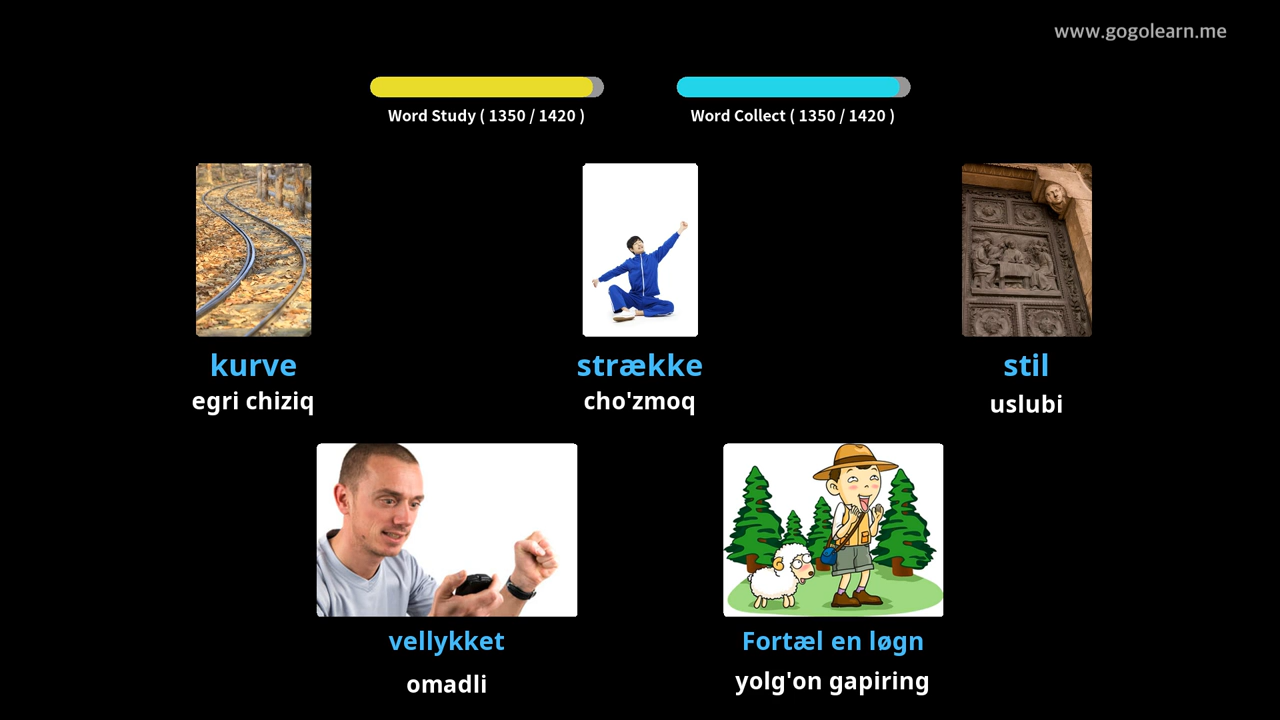 www.gogolearn.me
Word Study ( 1350 / 1420 )
Word Collect ( 1350 / 1420 )
kurve
strække
stil
egri chiziq
cho'zmoq
uslubi
vellykket
Fortæl en løgn
omadli
yolg'on gapiring